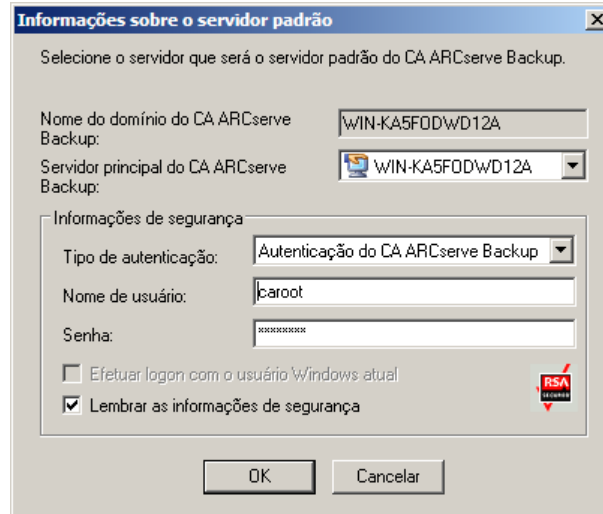 Informações sobre o servidor padrão
Selecione o servidor que será o servidor padrão do CA ARCserve Backup.
Nome do domínio do CA ARCserve
Backup:
WIN-KA5FODWD12A
Servidor principal do CA ARCserve
Backup:
WIN-KA5FODWD12A
Informações de segurança
Tipo de autenticação:
Autenticação do CA ARCserve Backup
Nome de usuário:
caroot
Senha:
********
Efetuar logon com o usuário Windows atual
Lembrar as informações de segurança
RSA
SECURED
OK
Cancelar